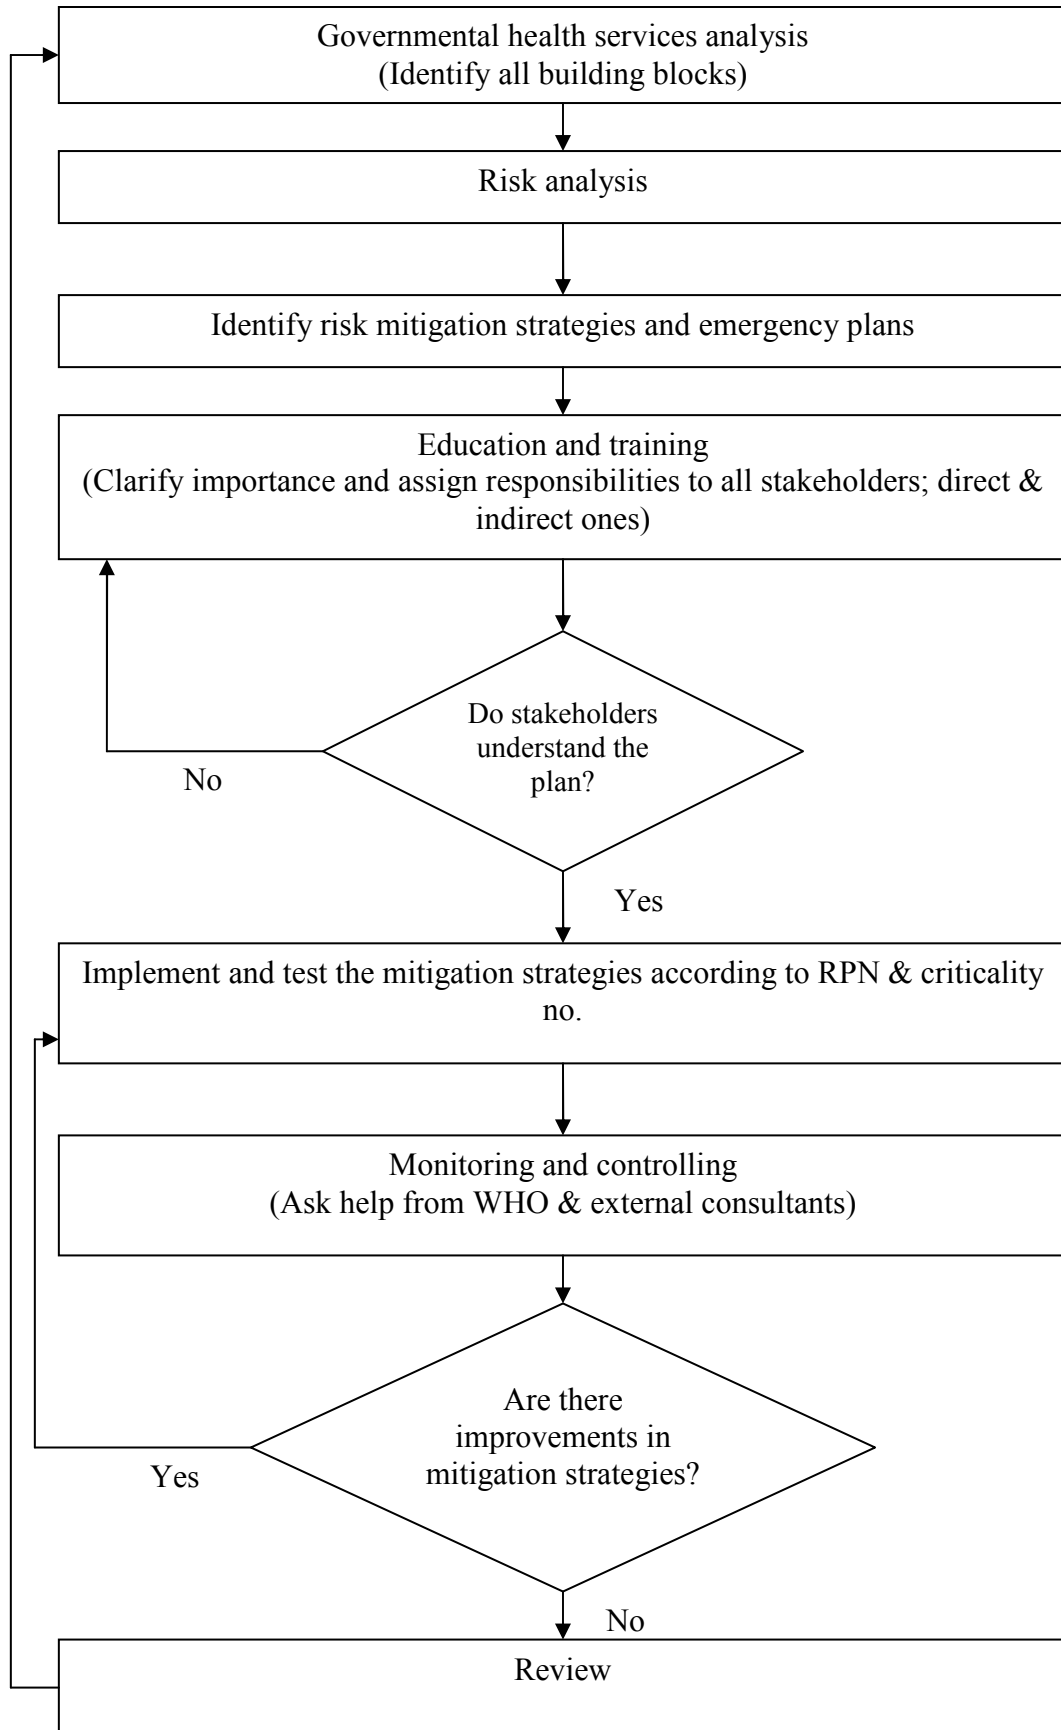 Governmental health services analysis
(Identify all building blocks)
Risk analysis
Identify risk mitigation strategies and emergency plans
Education and training
(Clarify importance and assign responsibilities to all stakeholders; direct &
indirect ones)
Do stakeholders
understand the
plan?
No
Yes
Implement and test the mitigation strategies according to RPN & criticality
no.
Monitoring and controlling
(Ask help from WHO & external consultants)
Are there
improvements in
mitigation strategies?
Yes
No
Review